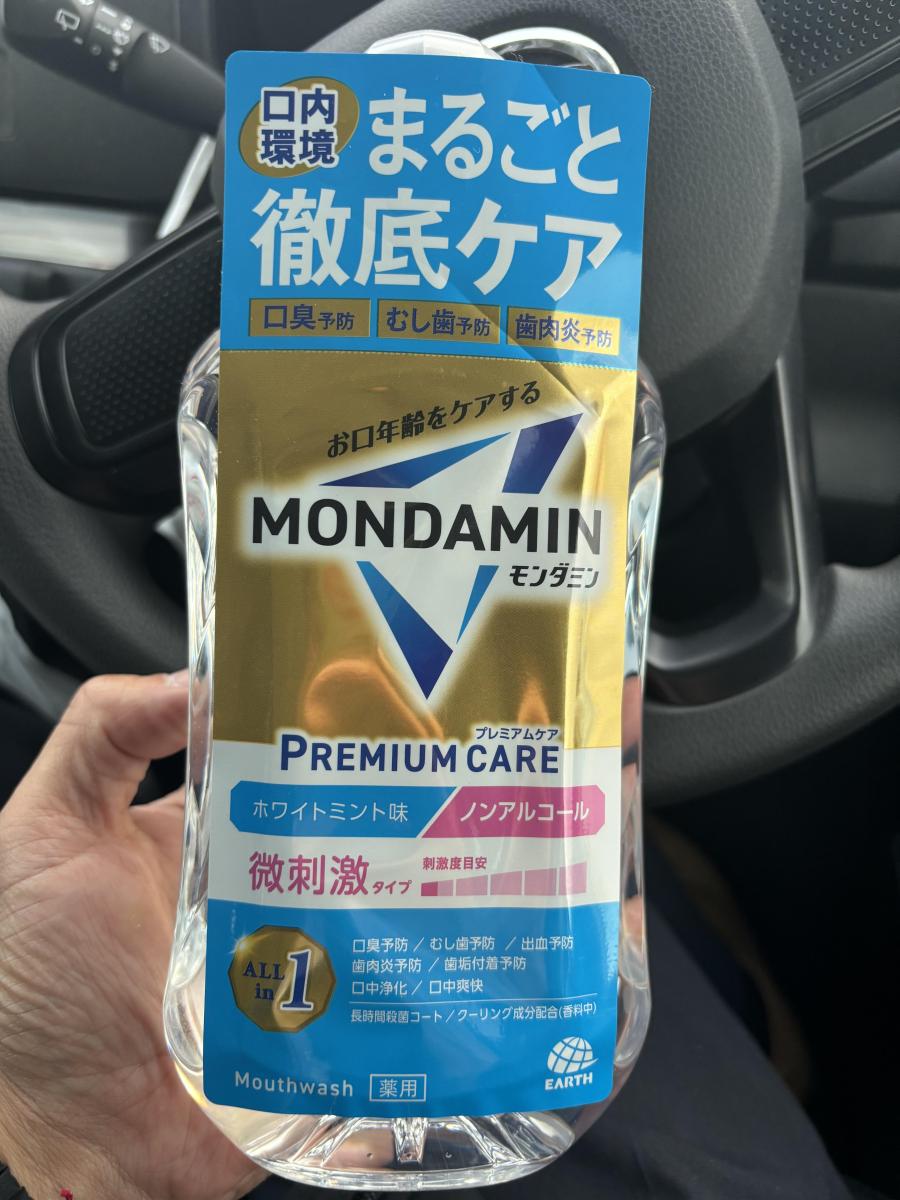 口内
環境
まるごと
徹底ケア
口臭予防 むし歯予防 歯肉炎予防
お口年齢をケアする
MONDAMIN
モンダミン
プレミアムケア
PREMIUM CARE
ホワイトミント味 ノンアルコール
微刺激タイプ 刺激度目安
ALL in 1
口臭予防 / むし歯予防 / 出血予防
歯肉炎予防 / 歯垢付着予防
口中浄化 / 口中爽快
長時間殺菌コート / クーリング成分配合(香料中)
EARTH
Mouthwash 薬用